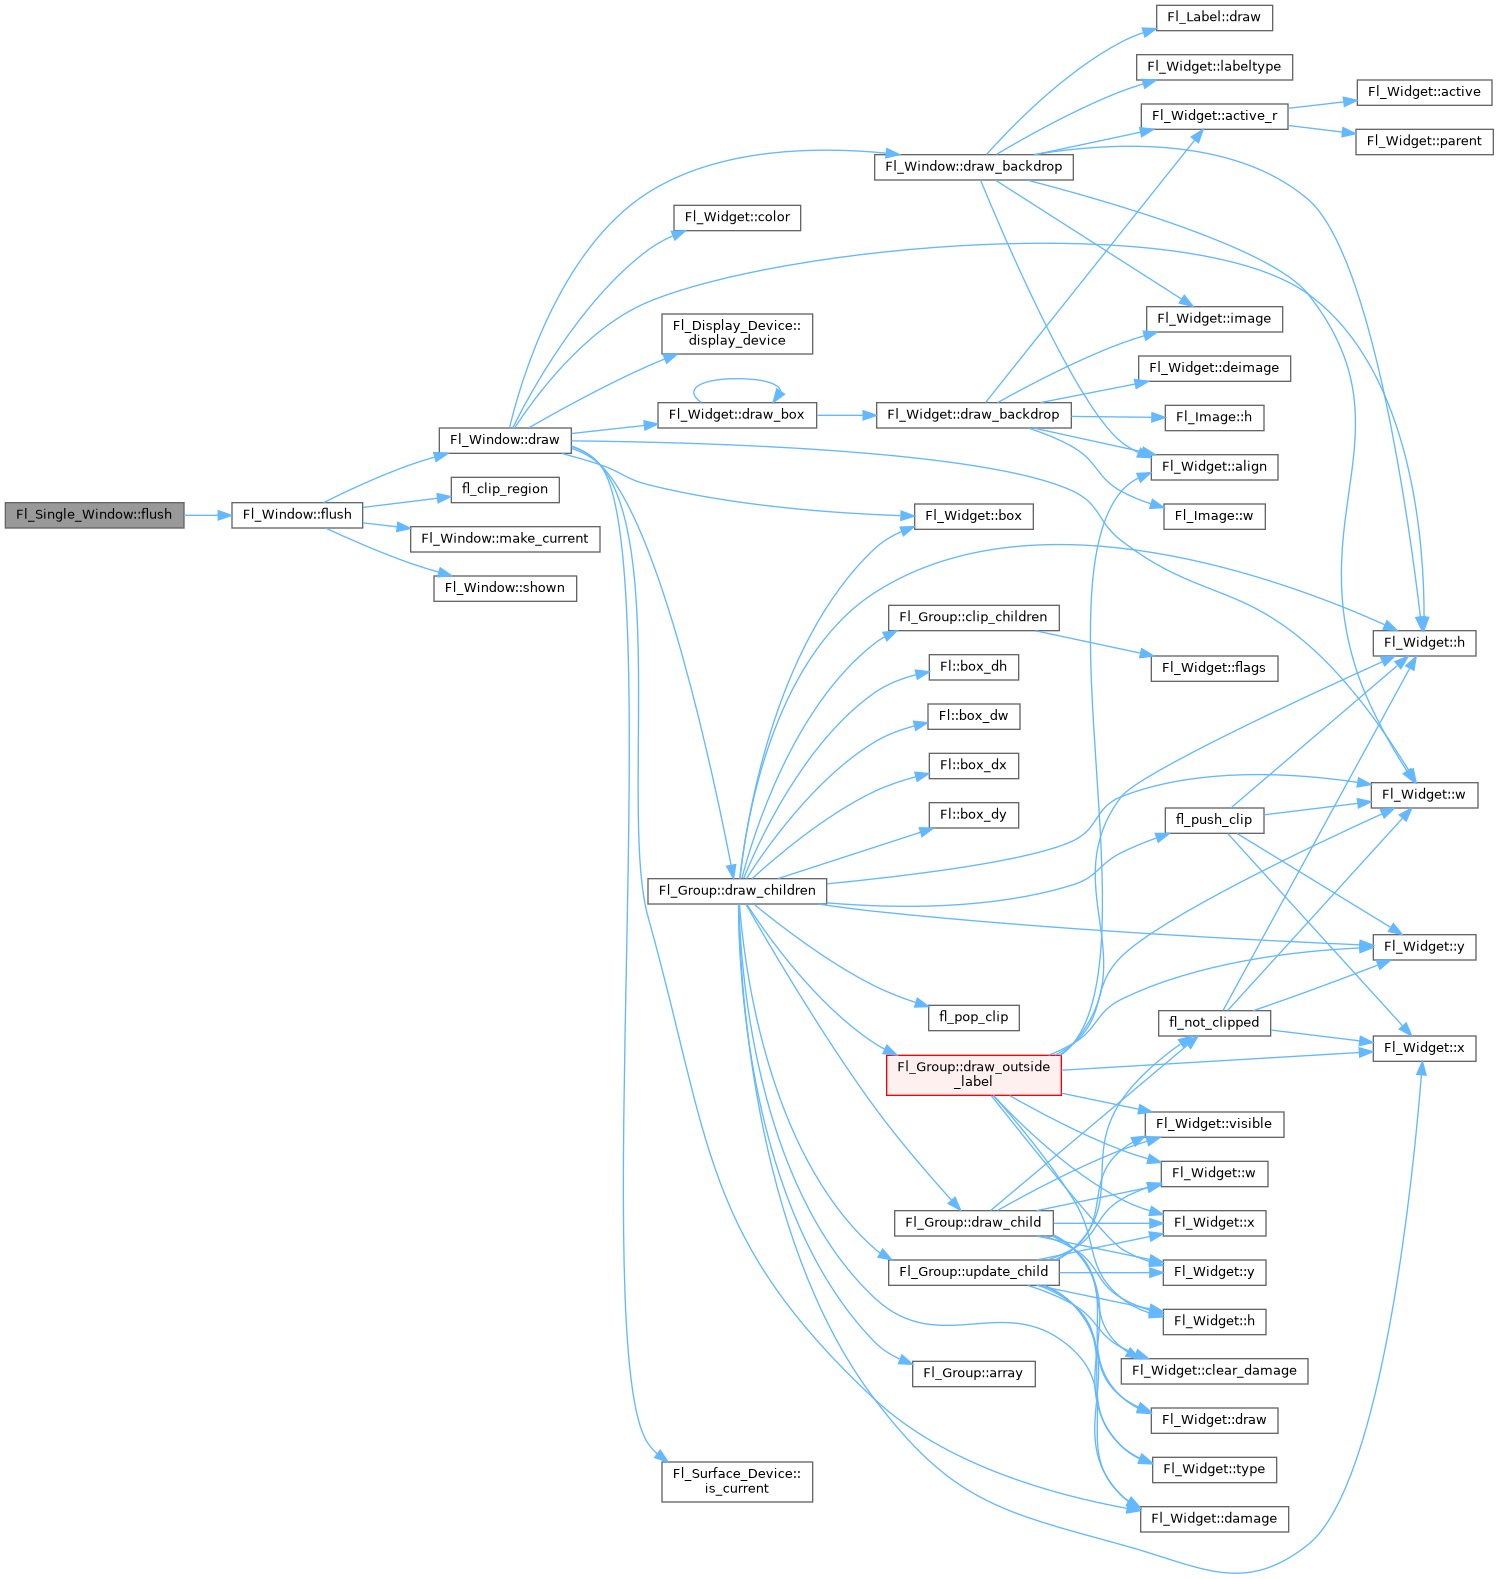 Fl_Single_Window::flush
Fl_Window::flush
Fl_Window::draw
fl_clip_region
Fl_Window::make_current
Fl_Window::shown
Fl_Widget::color
Fl_Display_Device::
display_device
Fl_Widget::draw_box
Fl_Group::draw_children
Fl_Surface_Device::
is_current
Fl_Window::draw_backdrop
Fl_Widget::draw_backdrop
Fl_Widget::box
Fl_Group::clip_children
Fl::box_dh
Fl::box_dw
Fl::box_dx
Fl::box_dy
fl_pop_clip
Fl_Group::draw_outside
_label
Fl_Group::draw_child
Fl_Group::update_child
Fl_Group::array
Fl_Label::draw
Fl_Widget::labeltype
Fl_Widget::active_r
Fl_Widget::image
Fl_Widget::deimage
Fl_Image::h
Fl_Widget::align
Fl_Image::w
Fl_Widget::flags
fl_push_clip
fl_not_clipped
Fl_Widget::visible
Fl_Widget::w
Fl_Widget::x
Fl_Widget::y
Fl_Widget::h
Fl_Widget::clear_damage
Fl_Widget::draw
Fl_Widget::type
Fl_Widget::damage
Fl_Widget::active
Fl_Widget::parent
Fl_Widget::h
Fl_Widget::w
Fl_Widget::y
Fl_Widget::x